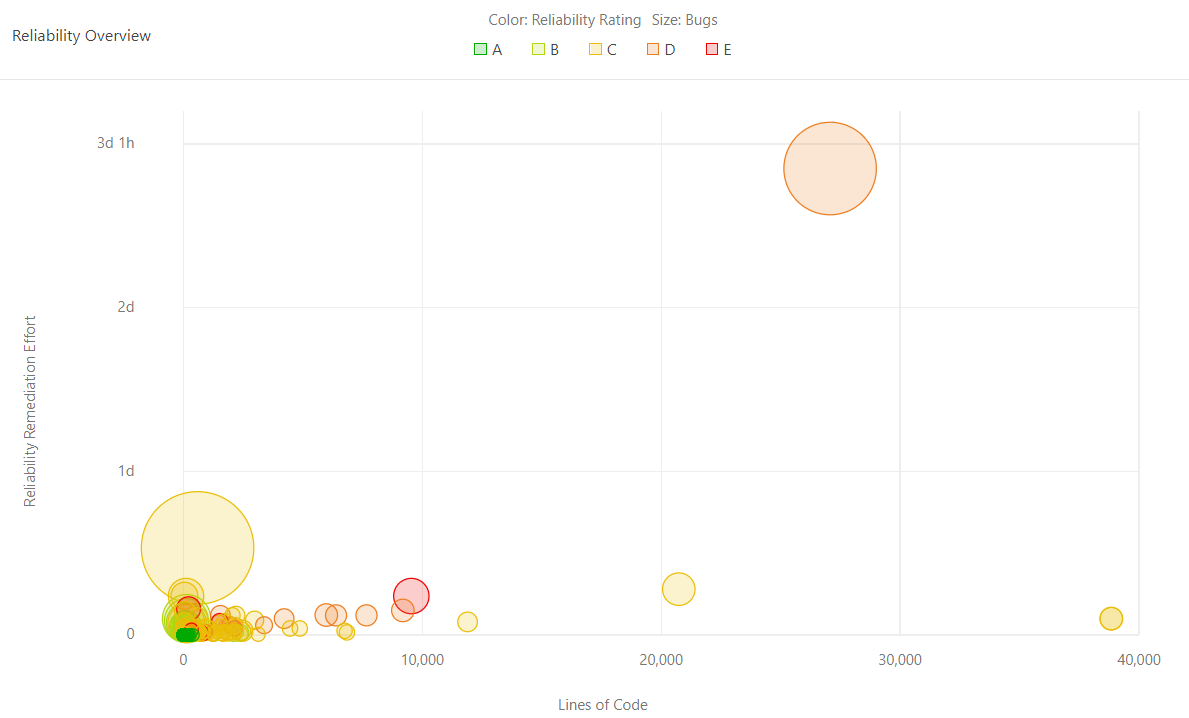 Color: Reliability Rating Size: Bugs
Reliability Overview
A B C D E
3d 1h
2d
1d
0
Reliability Remediation Effort
0 10,000 20,000 30,000 40,000
Lines of Code